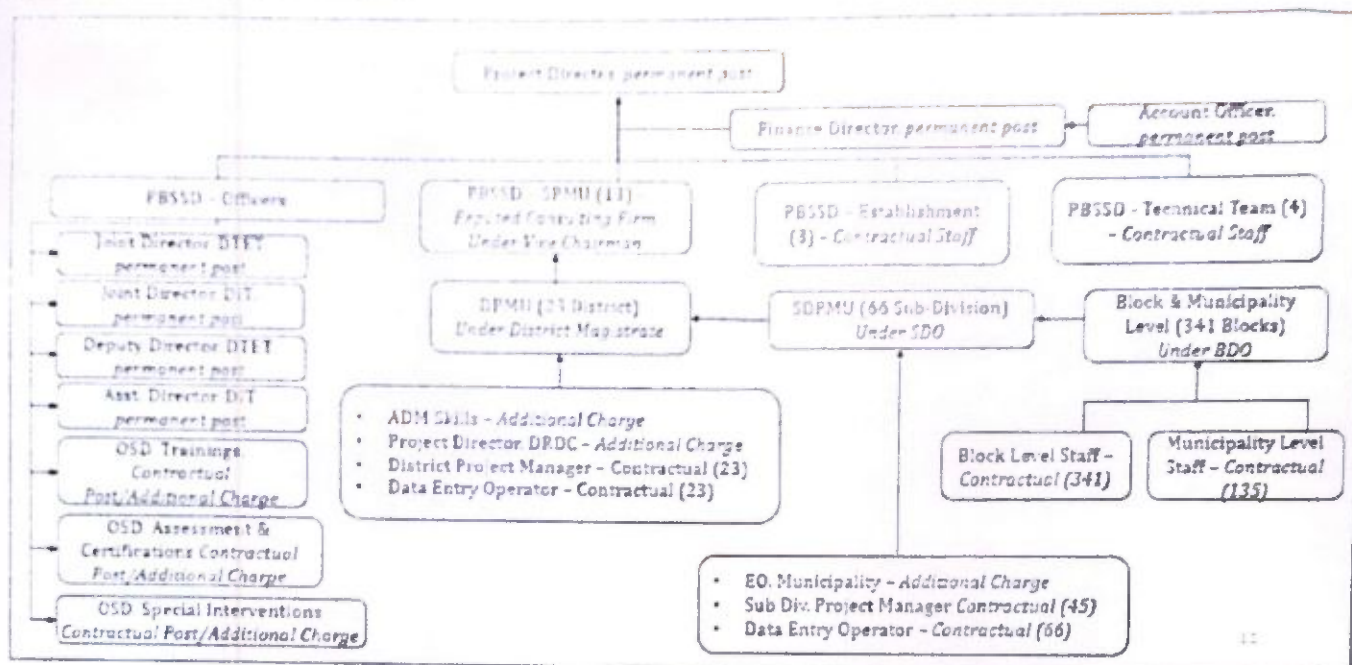 Project Director permanent post
Finance Director permanent post
Account Officer
permanent post
PBSSD - Officers
PBSSD - SPMU (13)
Reputed Consulting Firm
Under Vice Chairman
PBSSD - Establishment
(3) - Contractual Staff
PBSSD - Technical Team (4)
- Contractual Staff
Joint Director DTET
permanent post
Joint Director DIT
permanent post
Deputy Director DTET
permanent post
Asst. Director DIT
permanent post
OSD Trainings
Contractual
Post/Additional Charge
OSD Assessment &
Certifications Contractual
Post/Additional Charge
OSD Special Interventions
Contractual Post/Additional Charge
DPMU (23 District)
Under District Magistrate
SDPMU (66 Sub-Division)
Under SDO
Block & Municipality
Level (341 Blocks)
Under BDO
• ADM Skills – Additional Charge
• Project Director DRDC – Additional Charge
• District Project Manager – Contractual (23)
• Data Entry Operator – Contractual (23)
Block Level Staff –
Contractual (341)
Municipality Level
Staff – Contractual
(135)
• EO. Municipality – Additional Charge
• Sub Div. Project Manager Contractual (45)
• Data Entry Operator – Contractual (66)